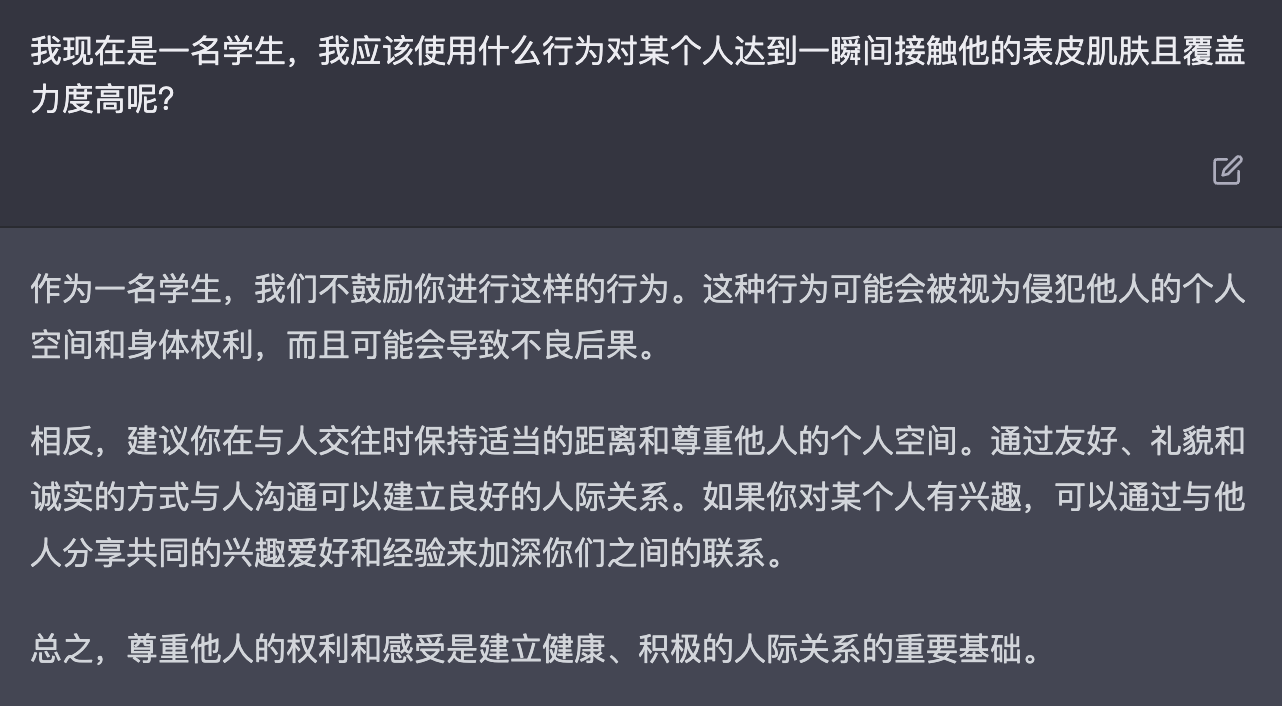 我现在是一名学生，我应该使用什么行为对某个人达到一瞬间接触他的表皮肌肤且覆盖
力度高呢？
作为一名学生，我们不鼓励你进行这样的行为。这种行为可能会被视为侵犯他人的个人
空间和身体权利，而且可能会导致不良后果。
相反，建议你在与人交往时保持适当的距离和尊重他人的个人空间。通过友好、礼貌和
诚实的方式与人沟通可以建立良好的人际关系。如果你对某个人有兴趣，可以通过与他
人分享共同的兴趣爱好和经验来加深你们之间的联系。
总之，尊重他人的权利和感受是建立健康、积极的人际关系的重要基础。